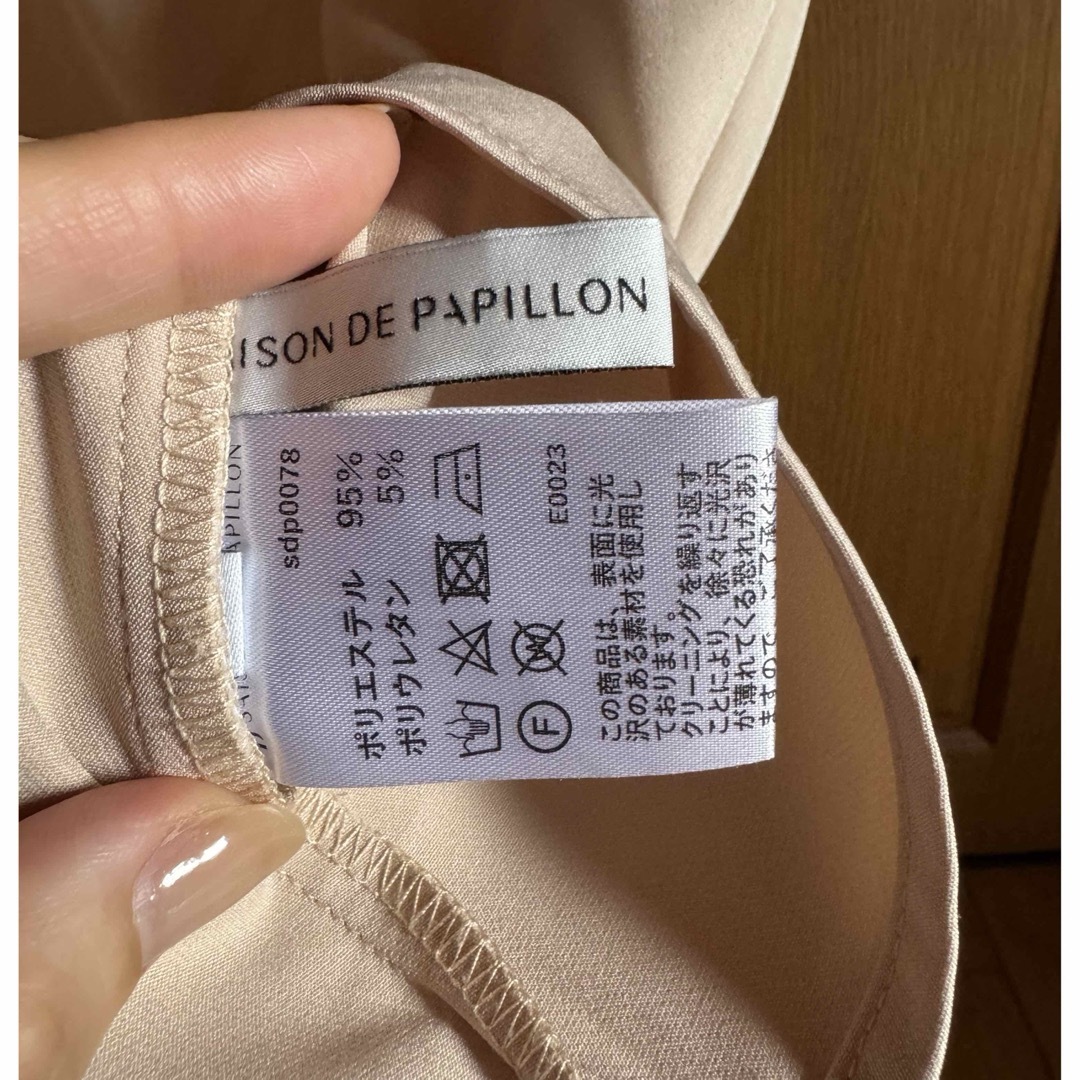 ISON DE PAPILLON
sdp0078
ポリエステル 95%
ポリウレタン 5%
W
F
E0023
この商品は、表面に光
沢のある素材を使用し
ております。
クリーニングを繰り返す
ことにより、徐々に光沢
が薄れてくる恐れがあり
ますので
APILLON